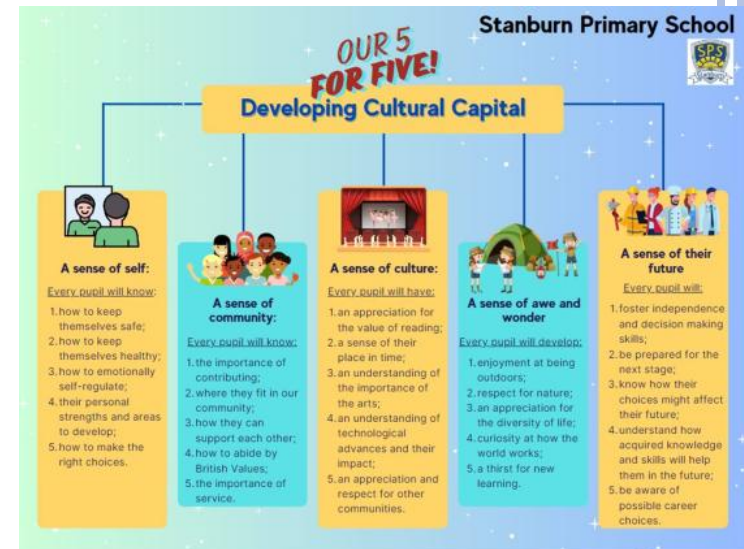 Stanburn Primary School
SPS
OUR 5
FOR FIVE!
Developing Cultural Capital
A sense of self:
Every pupil will know:
1.how to keep
themselves safe;
2.how to keep
themselves healthy;
3.how to emotionally
self-regulate;
4.their personal
strengths and areas
to develop;
5.how to make the
right choices.
A sense of
community:
Every pupil will know:
1.the importance of
contributing;
2.where they fit in our
community;
3.how they can
support each other;
4.how to abide by
British Values;
5.the importance of
service.
A sense of culture:
Every pupil will have:
1.an appreciation for
the value of reading;
2.a sense of their
place in time;
3.an understanding of
the importance of
the arts;
4.an understanding of
technological
advances and their
impact;
5.an appreciation and
respect for other
communities.
A sense of awe and
wonder
Every pupil will develop:
1.enjoyment at being
outdoors;
2.respect for nature;
3.an appreciation for
the diversity of life;
4.curiosity at how the
world works;
5.a thirst for new
learning.
A sense of their
future
Every pupil will:
1.foster independence
and decision making
skills;
2.be prepared for the
next stage;
3.know how their
choices might affect
their future;
4.understand how
acquired knowledge
and skills will help
them in the future;
5.be aware of
possible career
choices.